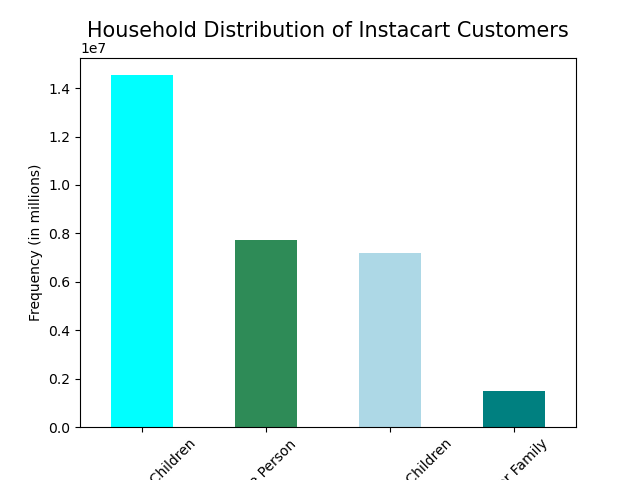 Household Distribution of Instacart Customers
1e7
Frequency (in millions)
1.4
1.2
1.0
0.8
0.6
0.4
0.2
0.0
Children
Person
Children
Family